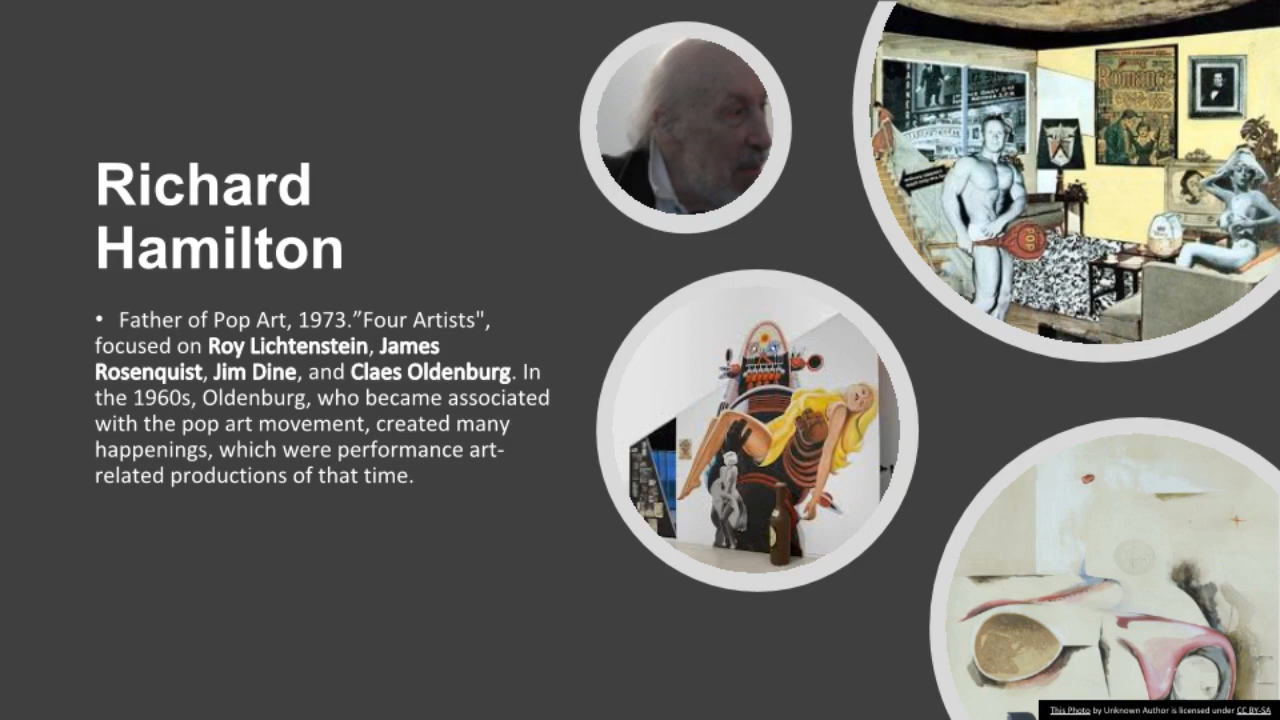 Richard
Hamilton
• Father of Pop Art, 1973.”Four Artists",
focused on Roy Lichtenstein, James
Rosenquist, Jim Dine, and Claes Oldenburg. In
the 1960s, Oldenburg, who became associated
with the pop art movement, created many
happenings, which were performance art-
related productions of that time.
Romance
POP
This Photo by Unknown Author is licensed under CC BY-SA